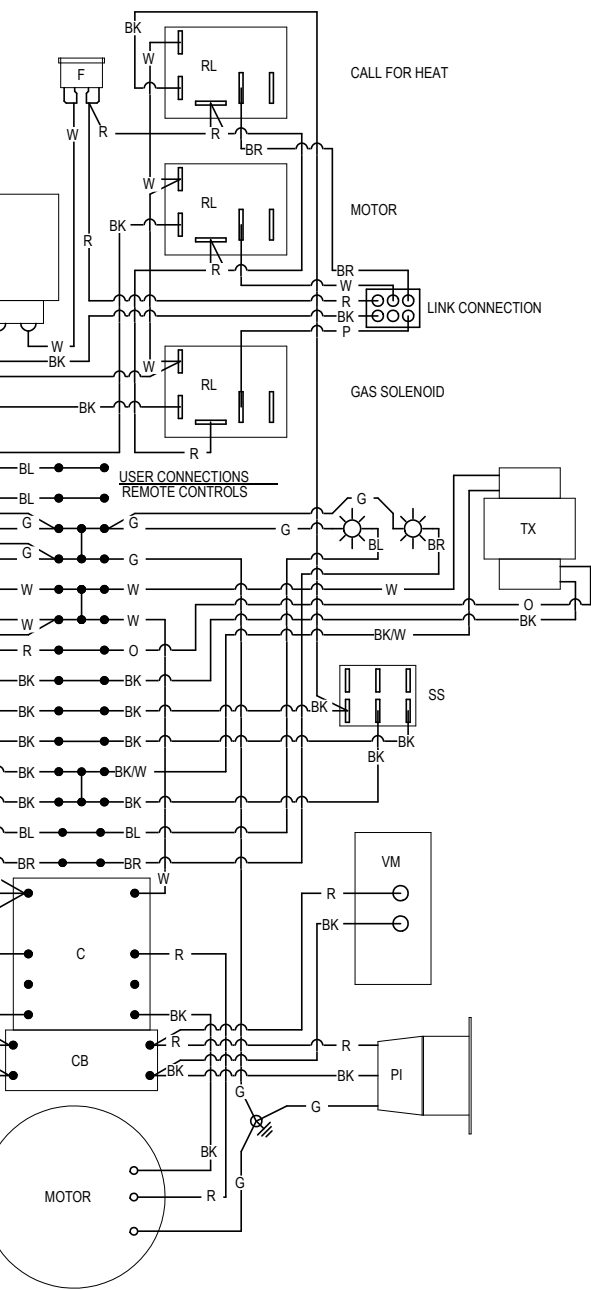 BK
W
RL
CALL FOR HEAT
F
W
R
R
BR
W
RL
MOTOR
BK
R
R
BR
W
R
BK
P
LINK CONNECTION
W
BK
W
RL
GAS SOLENOID
BK
R
BL
USER CONNECTIONS
REMOTE CONTROLS
BL
G
G
G
G
BL
BR
TX
G
G
W
W
W
W
W
O
BK
R
O
BK/W
BK
BK
SS
BK
BK
BK
BK
BK
BK
BK
BK
BK/W
BK
BK
BL
BL
BR
BR
VM
W
R
BK
C
R
BK
R
R
CB
BK
BK
PI
G
G
BK
G
MOTOR
R